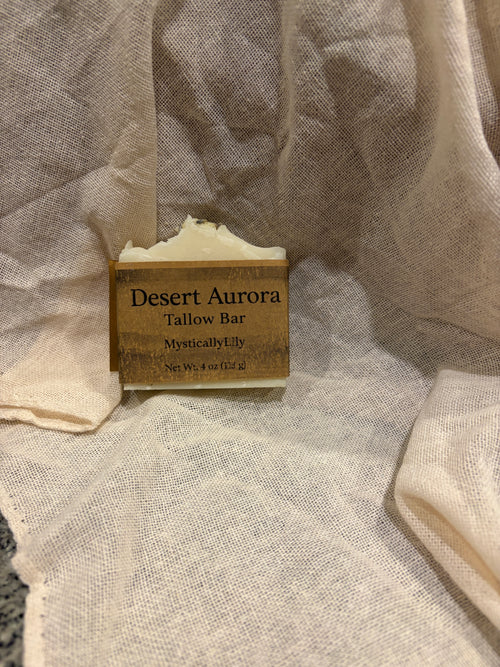 Desert Aurora
Tallow Bar
MysticallyLily
Net Wt. 4 oz (113 g)